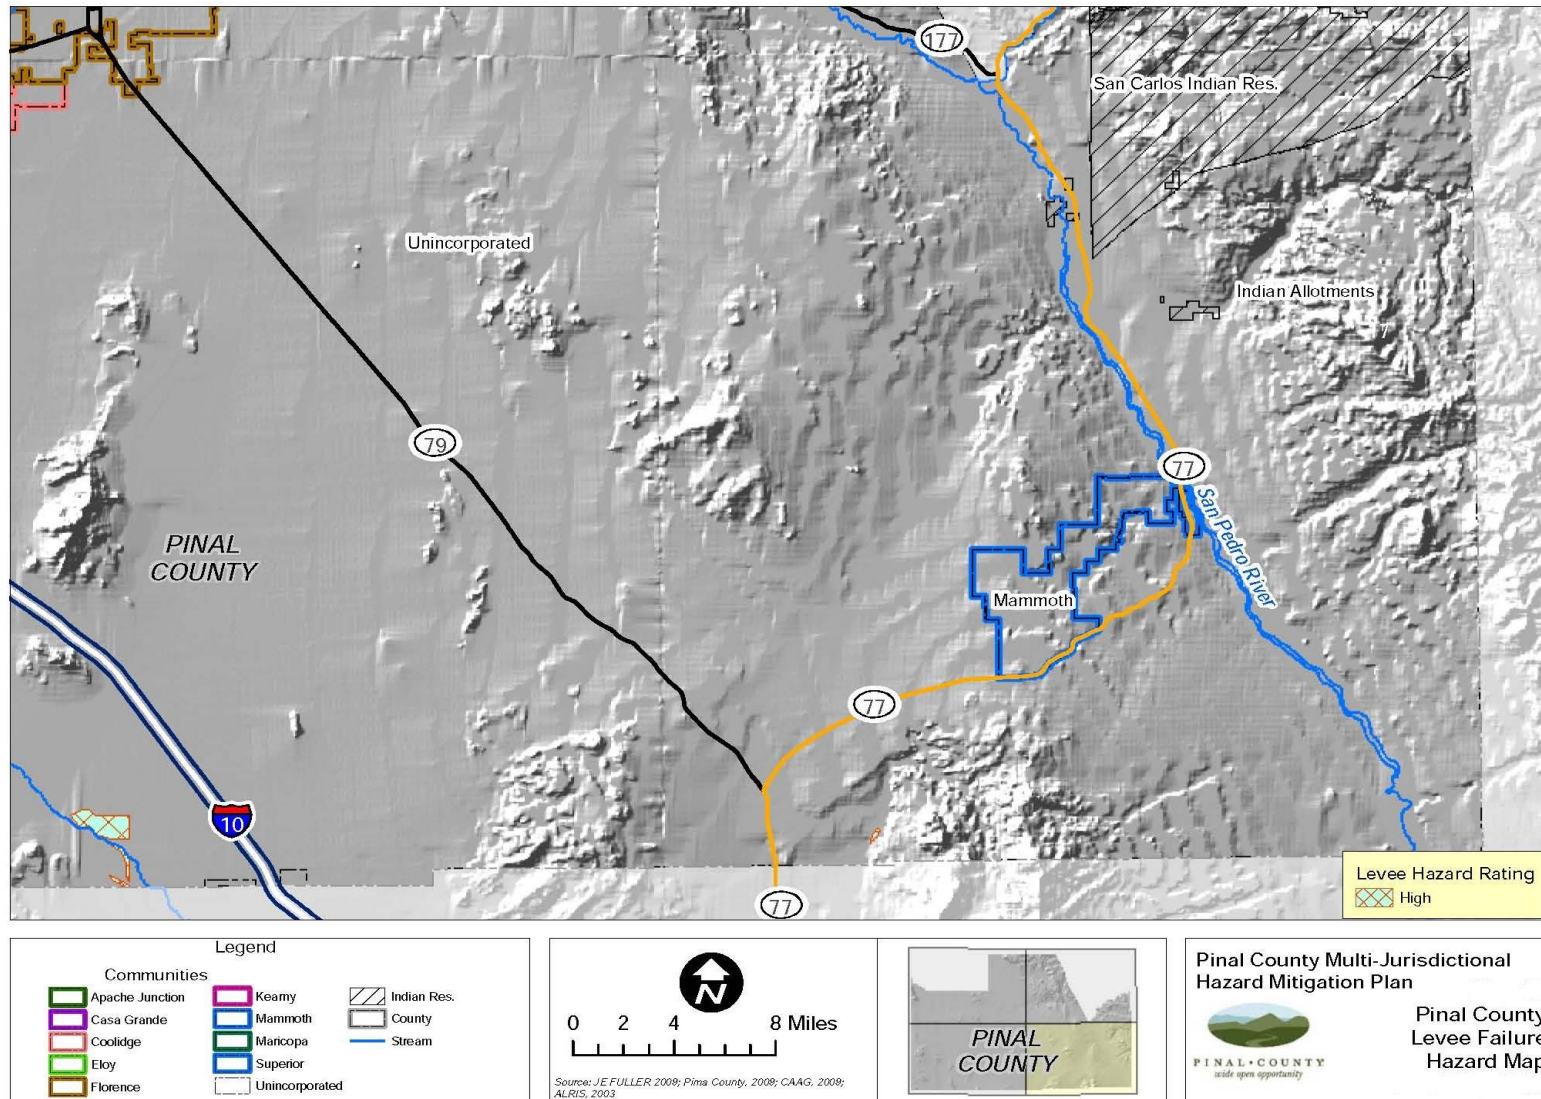 177
San Carlos Indian Res.
Unincorporated
Indian Allotments
79
77
San Pedro River
PINAL
COUNTY
Mammoth
77
10
77
Levee Hazard Rating
High
Legend
Communities
Apache Junction
Casa Grande
Coolidge
Eloy
Florence
Kearny
Mammoth
Maricopa
Superior
Unincorporated
Indian Res.
County
Stream
N
0 2 4 8 Miles
Source: JE FULLER 2009; Pima County, 2009; CAAG, 2009;
ALRIS, 2003
PINAL
COUNTY
Pinal County Multi-Jurisdictional
Hazard Mitigation Plan
PINAL • COUNTY
wide open opportunity
Pinal County
Levee Failure
Hazard Map